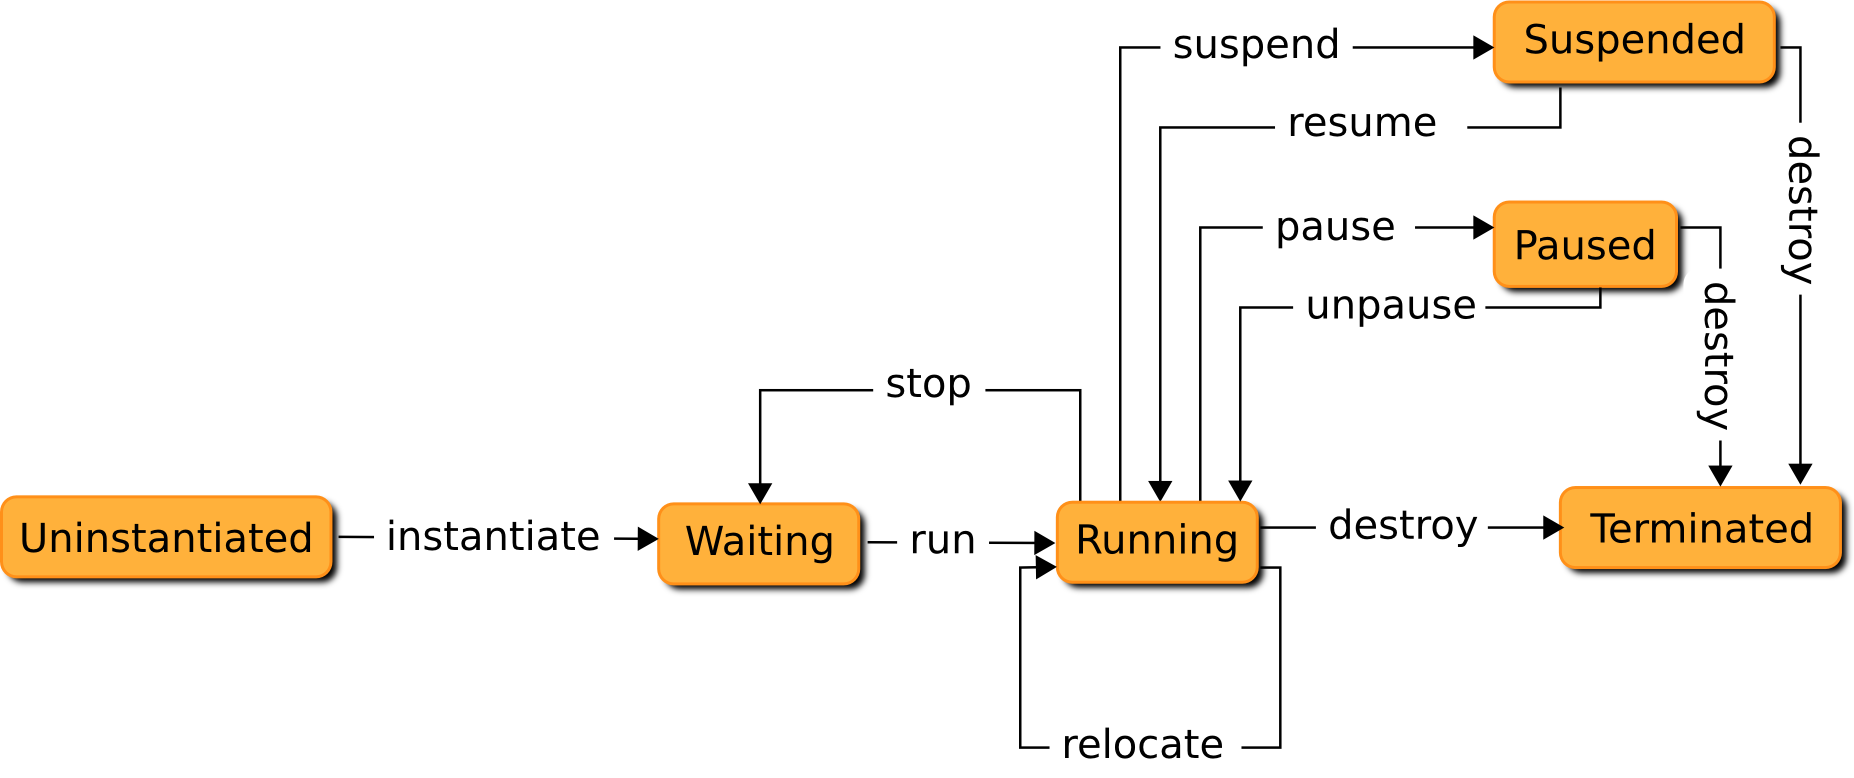 suspend
Suspended
resume
destroy
pause
Paused
unpause
destroy
stop
Uninstantiated
instantiate
Waiting
run
Running
destroy
Terminated
relocate